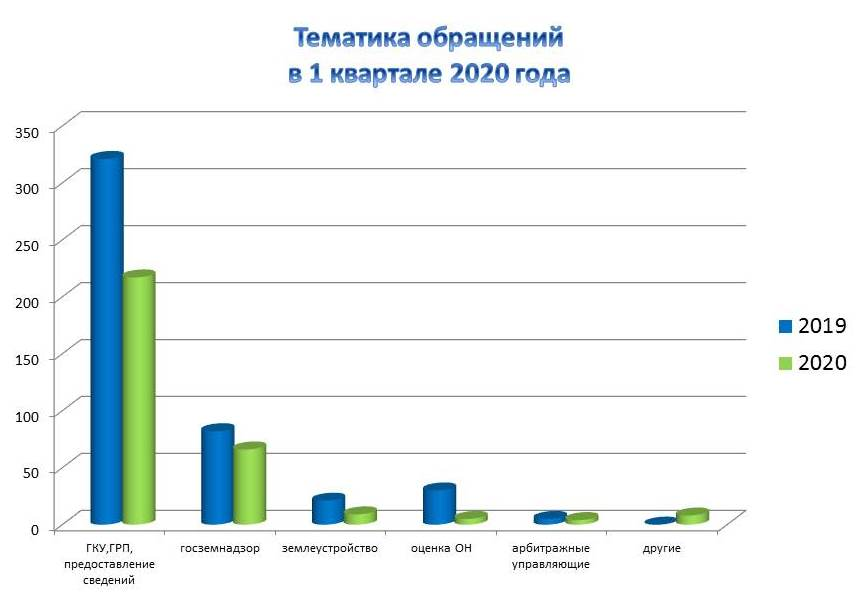 Тематика обращений
в 1 квартале 2020 года
350
300
250
200
150
100
50
0
ГКУ,ГРП,
предоставление
сведений
госземнадзор
землеустройство
оценка ОН
арбитражные
управляющие
другие
2019
2020